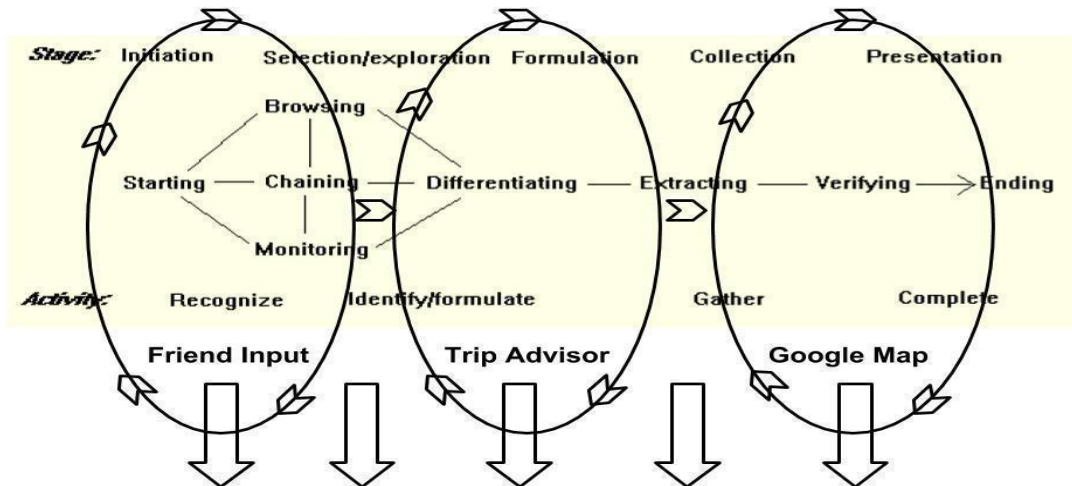 Stage: Initiation Selection/exploration Formulation Collection Presentation
Browsing
Starting Chaining Differentiating Extracting Verifying Ending
Monitoring
Activity: Recognize Identify/formulate Gather Complete
Friend Input Trip Advisor Google Map